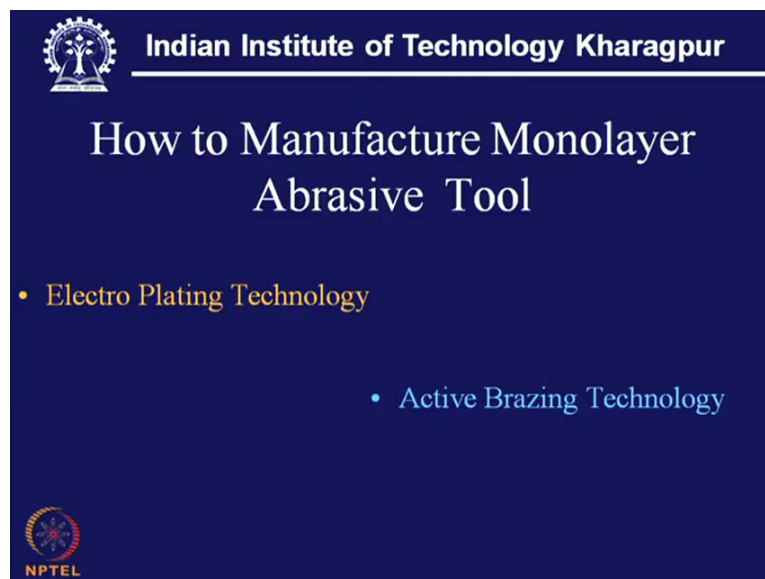 Indian Institute of Technology Kharagpur
How to Manufacture Monolayer
Abrasive Tool
• Electro Plating Technology
• Active Brazing Technology
NPTEL